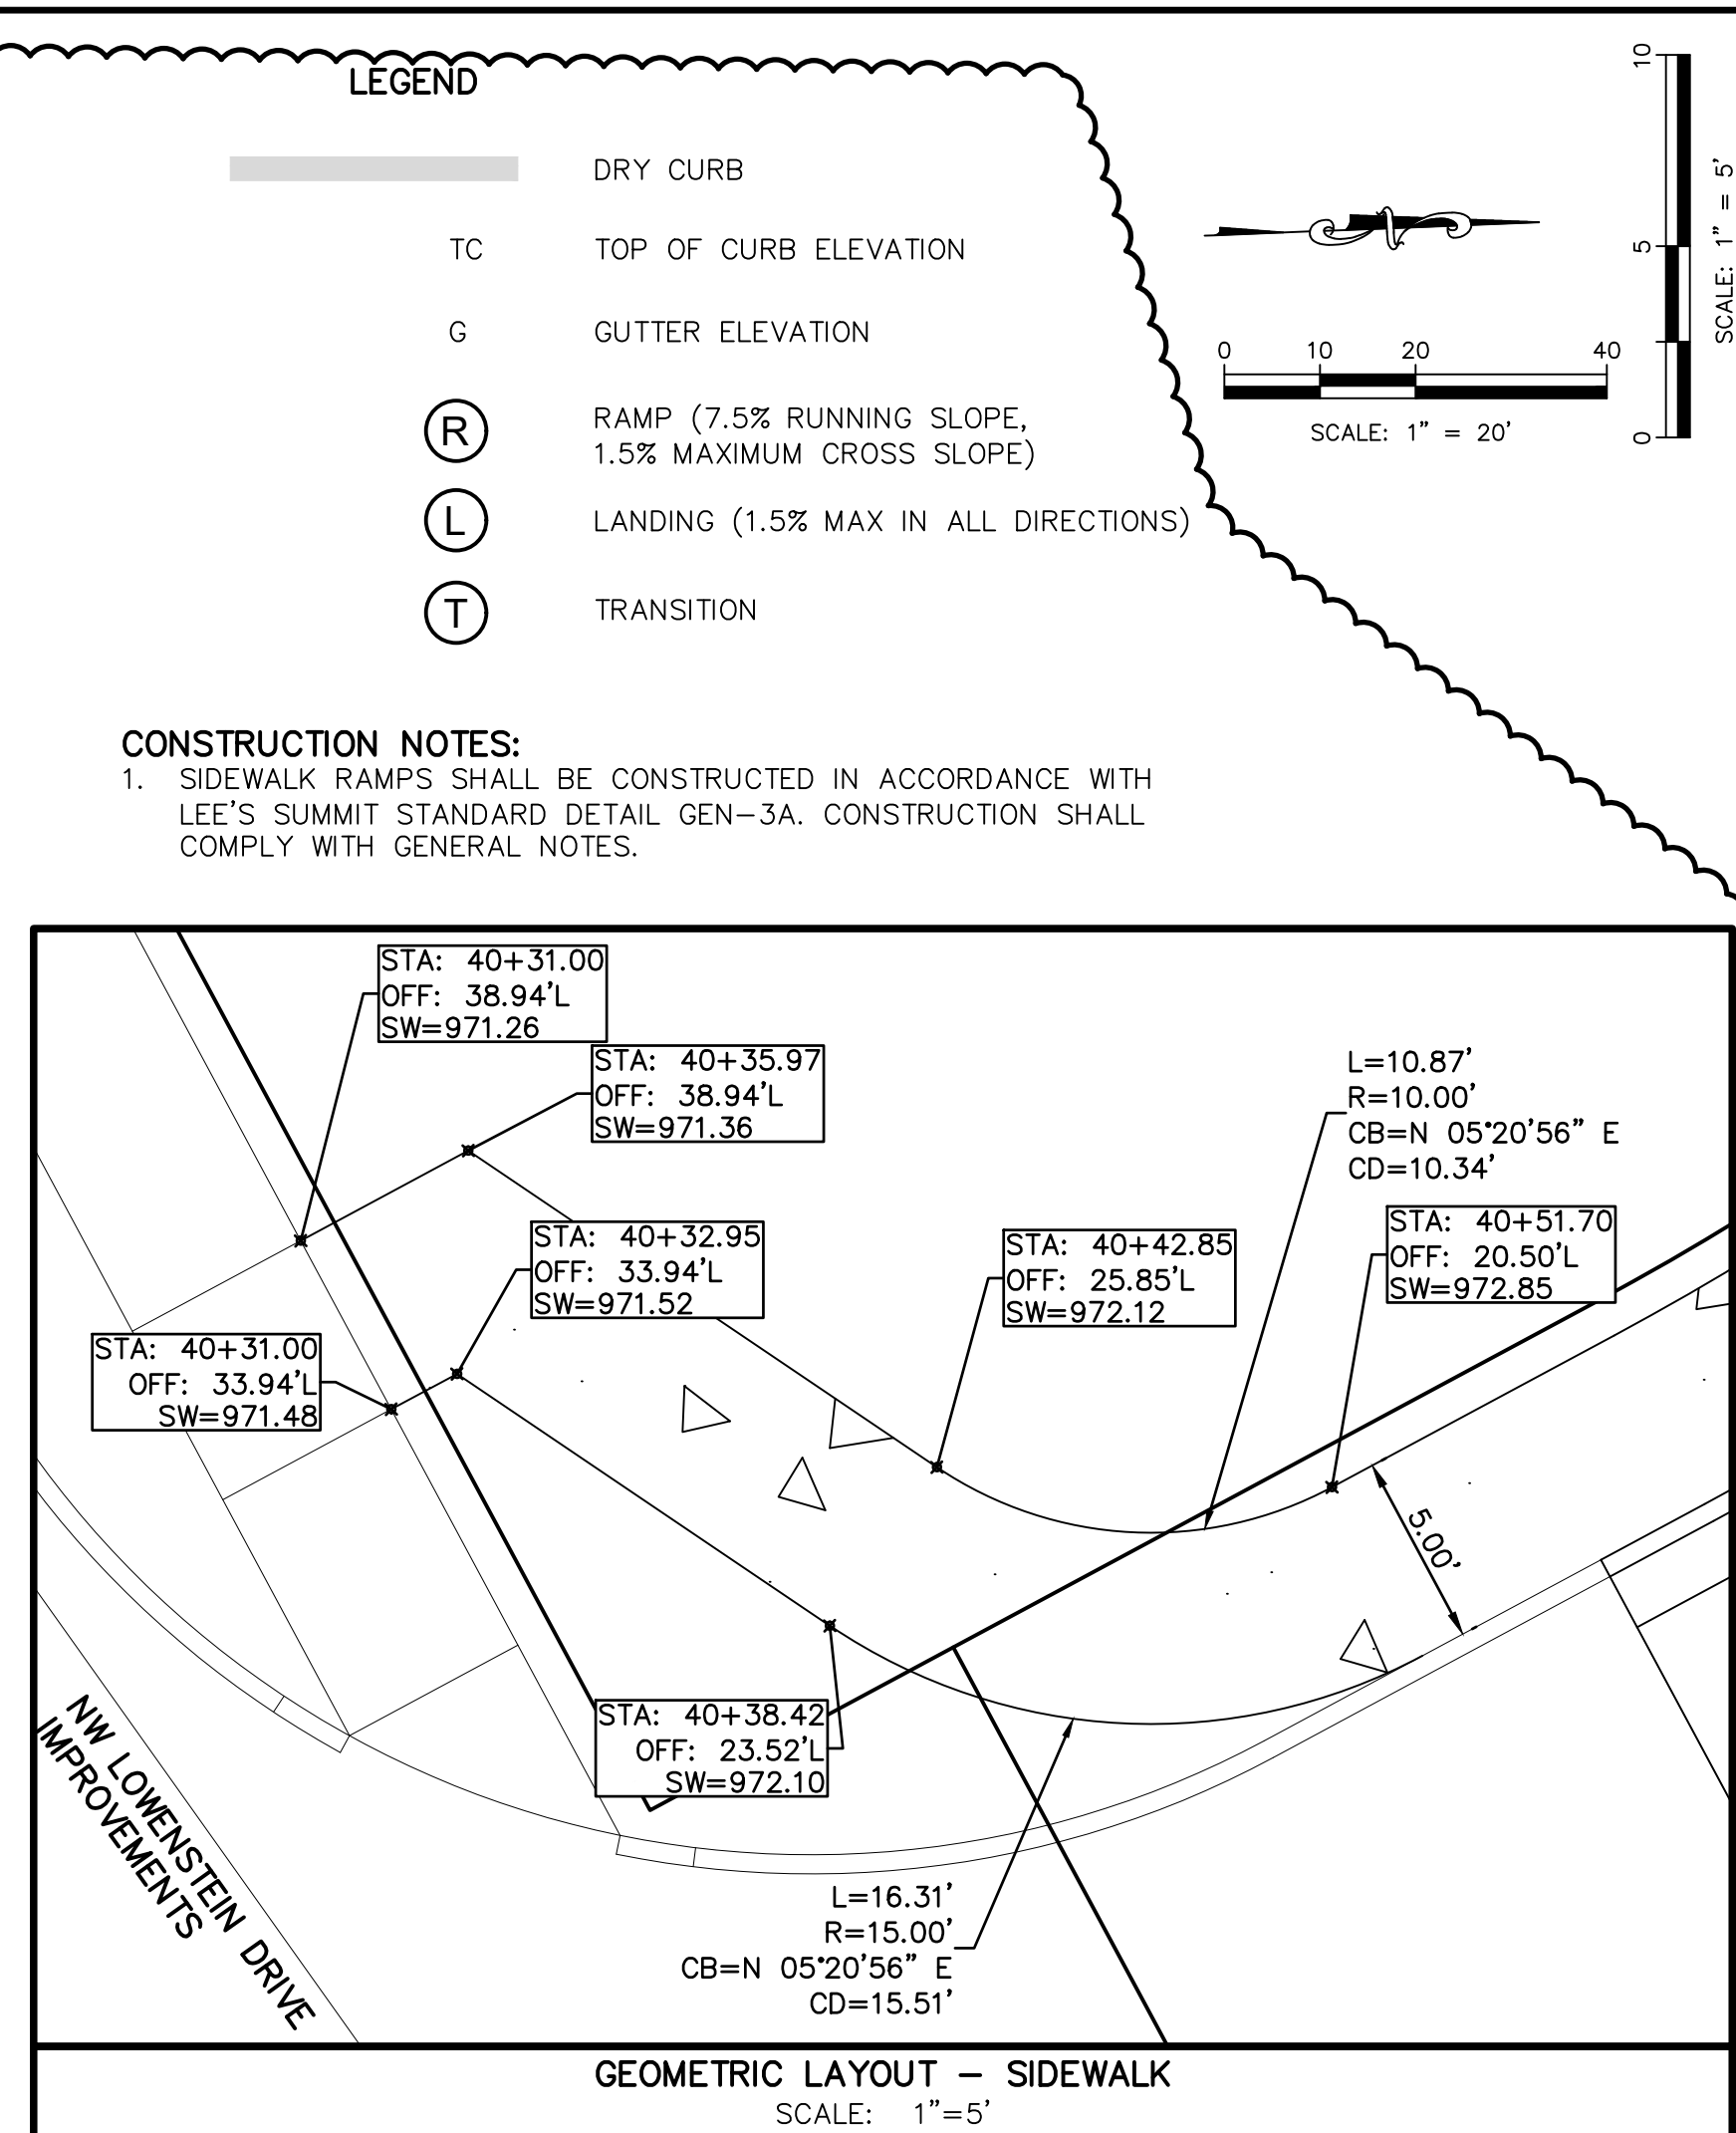 LEGEND
DRY CURB
TC TOP OF CURB ELEVATION
G GUTTER ELEVATION
R RAMP (7.5% RUNNING SLOPE,
1.5% MAXIMUM CROSS SLOPE)
L LANDING (1.5% MAX IN ALL DIRECTIONS)
T TRANSITION
N
0 10 20 40
SCALE: 1" = 20'
10
5
0
SCALE: 1" = 5'
CONSTRUCTION NOTES:
1. SIDEWALK RAMPS SHALL BE CONSTRUCTED IN ACCORDANCE WITH
LEE'S SUMMIT STANDARD DETAIL GEN-3A. CONSTRUCTION SHALL
COMPLY WITH GENERAL NOTES.
STA: 40+31.00
OFF: 38.94'L
SW=971.26
STA: 40+35.97
OFF: 38.94'L
SW=971.36
L=10.87'
R=10.00'
CB=N 05°20'56" E
CD=10.34'
STA: 40+32.95
OFF: 33.94'L
SW=971.52
STA: 40+42.85
OFF: 25.85'L
SW=972.12
STA: 40+51.70
OFF: 20.50'L
SW=972.85
STA: 40+31.00
OFF: 33.94'L
SW=971.48
5.00'
STA: 40+38.42
OFF: 23.52'L
SW=972.10
NW LOWENSTEIN DRIVE
IMPROVEMENTS
L=16.31'
R=15.00'
CB=N 05°20'56" E
CD=15.51'
GEOMETRIC LAYOUT - SIDEWALK
SCALE: 1"=5'